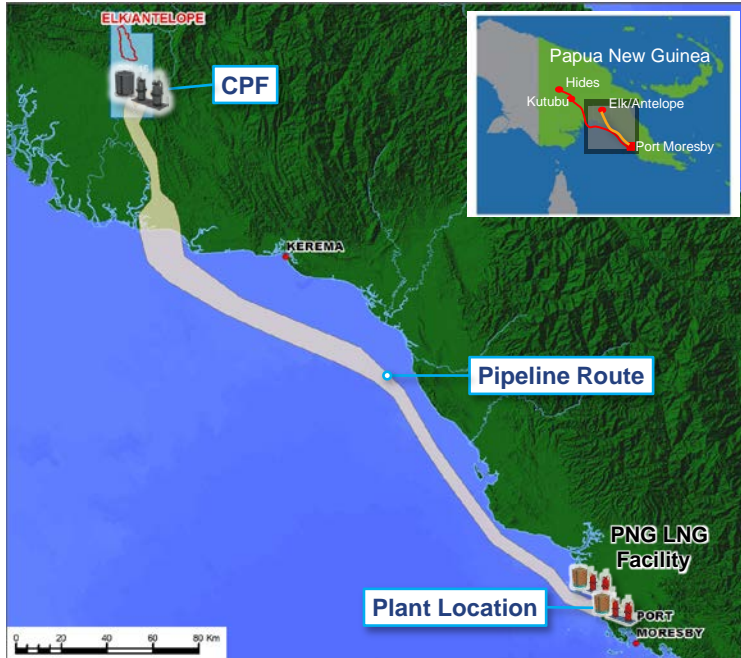 ELK/ANTELOPE
CPF
Papua New Guinea
Hides
Kutubu
Elk/Antelope
Port Moresby
KEREMA
Pipeline Route
PNG LNG
Facility
Plant Location
PORT
MORESBY
0 20 40 60 80 Km